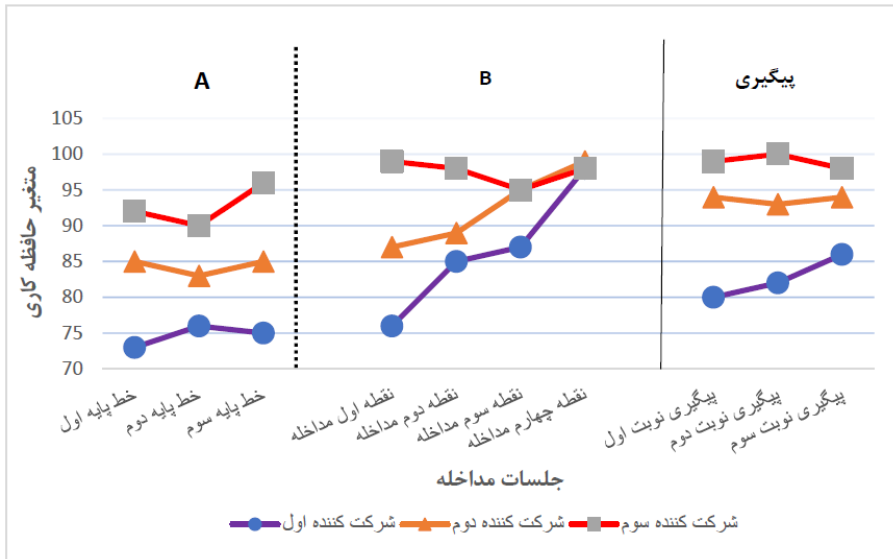 A
B
پیگیری
متغیر حافظه کاری
105
100
95
90
85
80
75
70
خط پایه اول
خط پایه دوم
خط پایه سوم
نقطه اول مداخله
نقطه دوم مداخله
نقطه سوم مداخله
نقطه چهارم مداخله
پیگیری نوبت اول
پیگیری نوبت دوم
پیگیری نوبت سوم
جلسات مداخله
شرکت کننده اول
شرکت کننده دوم
شرکت کننده سوم